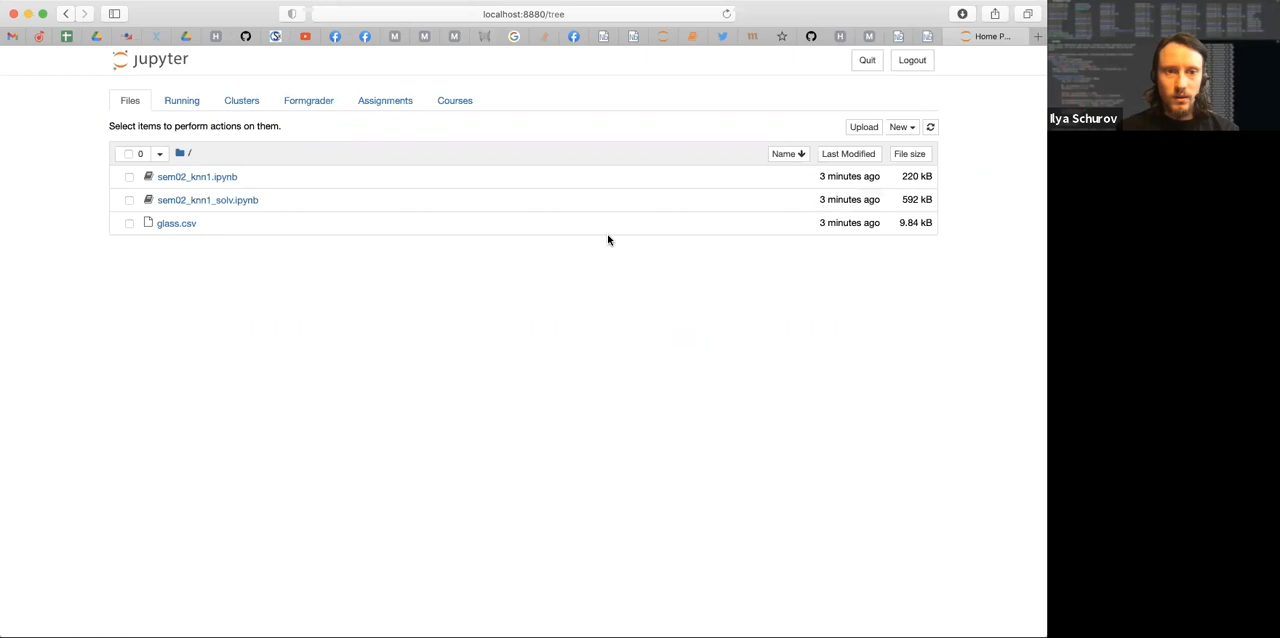 localhost:8880/tree
Home P...
jupyter
Quit
Logout
Files
Running
Clusters
Formgrader
Assignments
Courses
Select items to perform actions on them.
Upload
New
0
/
Name
Last Modified
File size
sem02_knn1.ipynb
3 minutes ago
220 kB
sem02_knn1_solv.ipynb
3 minutes ago
592 kB
glass.csv
3 minutes ago
9.84 kB
Ilya Schurov